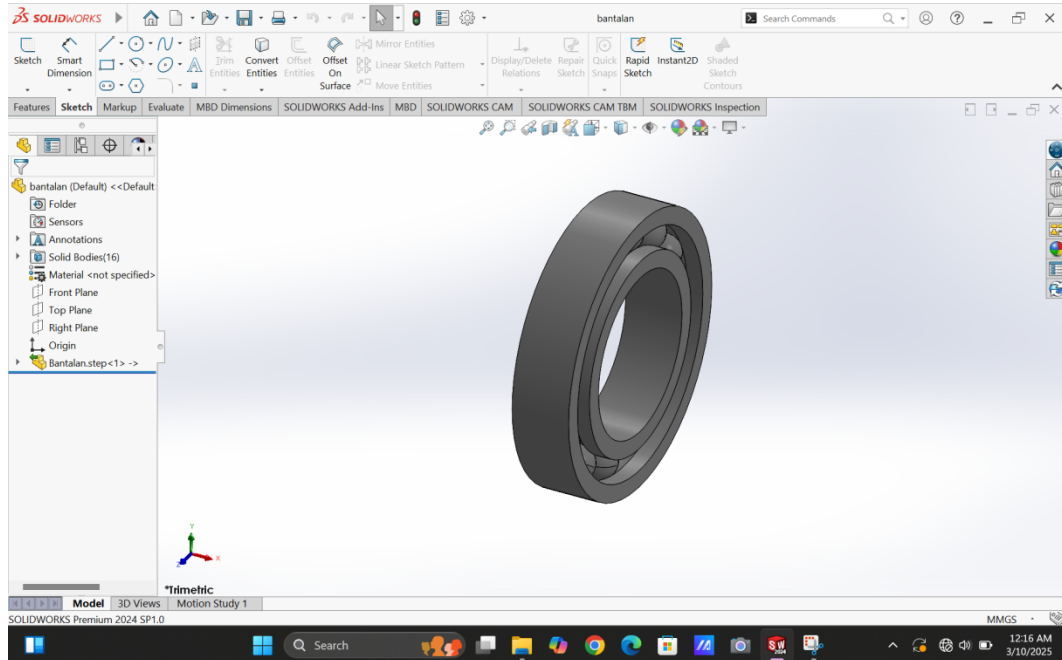 SOLIDWORKS
bantalan
Search Commands
Sketch
Smart Dimension
Trim Entities
Convert Entities
Offset Entities
Offset On Surface
Mirror Entities
Linear Sketch Pattern
Move Entities
Display/Delete Relations
Repair Sketch
Quick Snaps
Rapid Sketch
Instant2D
Shaded Sketch Contours
Features Sketch Markup Evaluate MBD Dimensions SOLIDWORKS Add-Ins MBD SOLIDWORKS CAM SOLIDWORKS CAM TBM SOLIDWORKS Inspection
bantalan (Default) <<Default
Folder
Sensors
Annotations
Solid Bodies(16)
Material <not specified>
Front Plane
Top Plane
Right Plane
Origin
Bantalan.step<1> ->
Y
X
Z
*Trimetric
Model 3D Views Motion Study 1
SOLIDWORKS Premium 2024 SP1.0
MMGS
Search
SW
2024
12:16 AM
3/10/2025